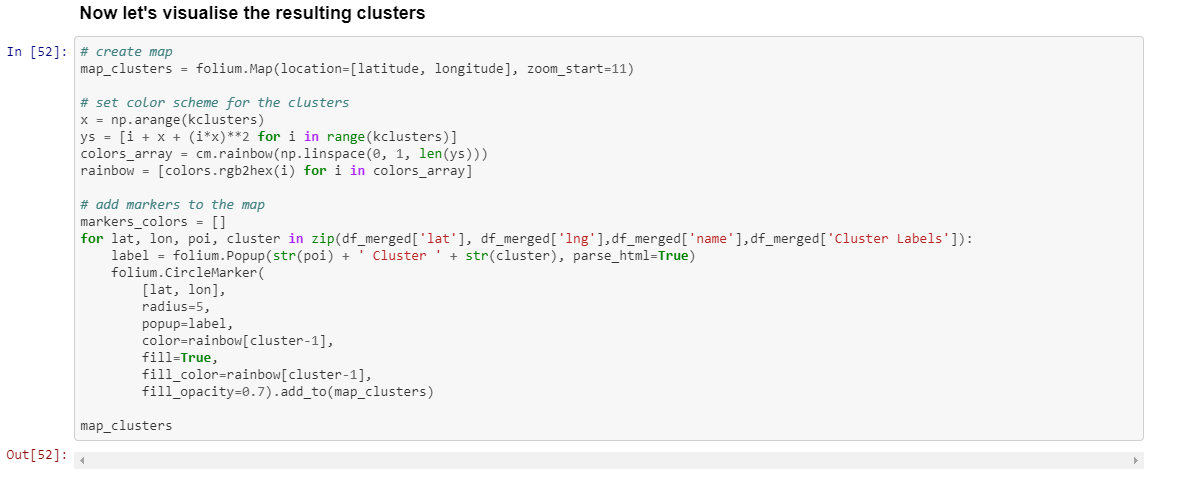 Now let's visualise the resulting clusters
In [52]: # create map
map_clusters = folium.Map(location=[latitude, longitude], zoom_start=11)
# set color scheme for the clusters
x = np.arange(kclusters)
ys = [i + x + (i*x)**2 for i in range(kclusters)]
colors_array = cm.rainbow(np.linspace(0, 1, len(ys)))
rainbow = [colors.rgb2hex(i) for i in colors_array]
# add markers to the map
markers_colors = []
for lat, lon, poi, cluster in zip(df_merged['lat'], df_merged['lng'],df_merged['name'],df_merged['Cluster Labels']):
    label = folium.Popup(str(poi) + ' Cluster ' + str(cluster), parse_html=True)
    folium.CircleMarker(
        [lat, lon],
        radius=5,
        popup=label,
        color=rainbow[cluster-1],
        fill=True,
        fill_color=rainbow[cluster-1],
        fill_opacity=0.7).add_to(map_clusters)
map_clusters
Out[52]: